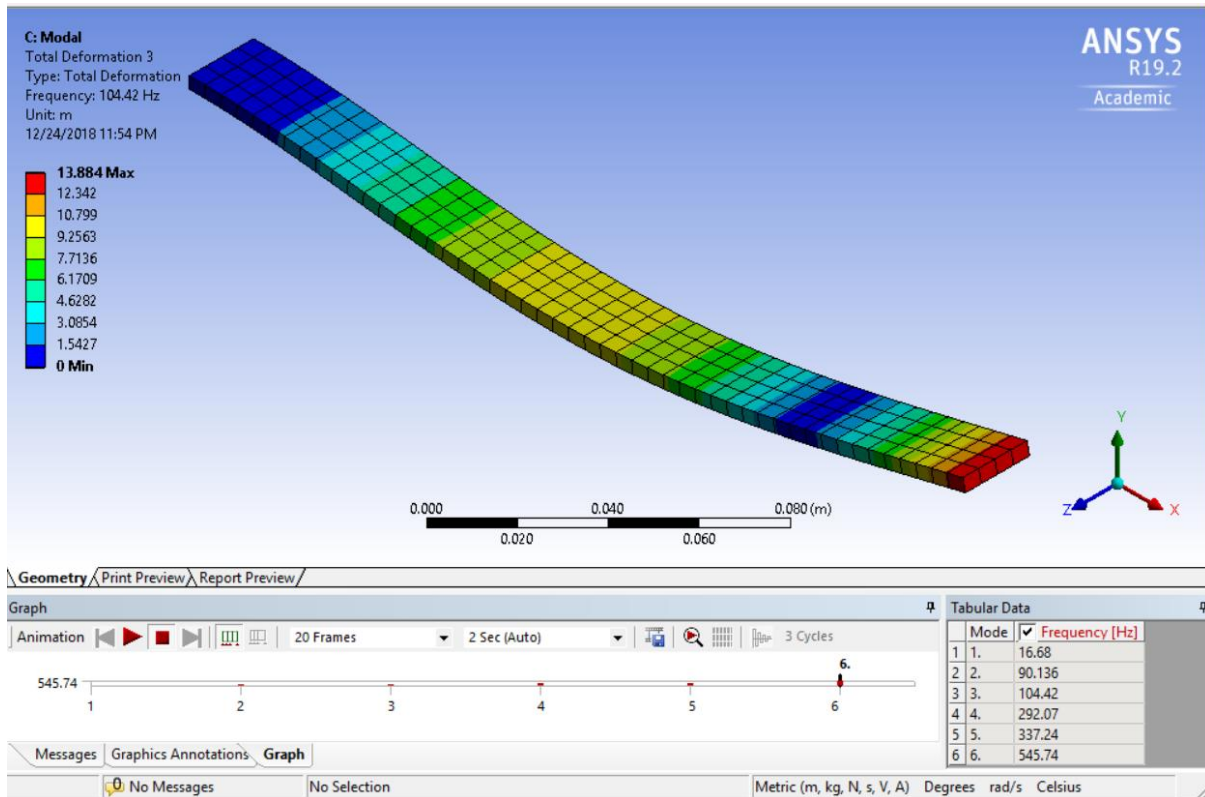 C: Modal
Total Deformation 3
Type: Total Deformation
Frequency: 104.42 Hz
Unit: m
12/24/2018 11:54 PM
13.884 Max
12.342
10.799
9.2563
7.7136
6.1709
4.6282
3.0854
1.5427
0 Min
ANSYS
R19.2
Academic
Y
Z
X
0.000 0.040 0.080 (m)
0.020 0.060
Geometry Print Preview Report Preview
Graph
Animation 20 Frames 2 Sec (Auto) 3 Cycles
6.
545.74
1 2 3 4 5 6
Messages Graphics Annotations Graph
Tabular Data
Mode Frequency [Hz]
1 1. 16.68
2 2. 90.136
3 3. 104.42
4 4. 292.07
5 5. 337.24
6 6. 545.74
0 No Messages No Selection Metric (m, kg, N, s, V, A) Degrees rad/s Celsius